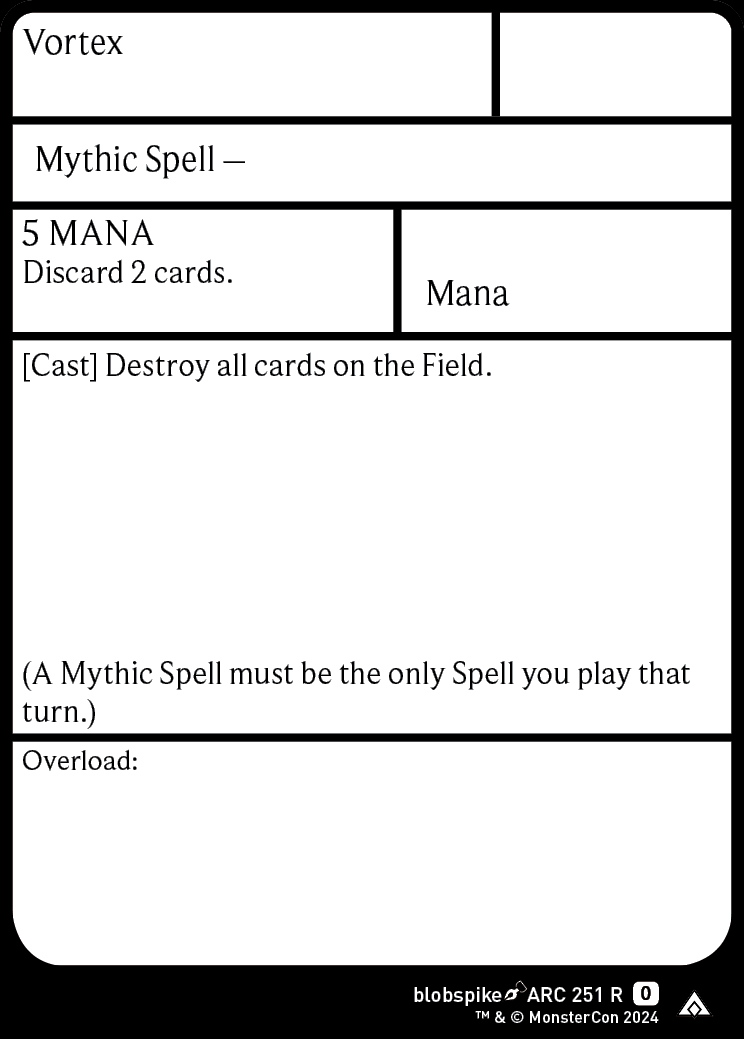 Vortex
Mythic Spell —
5 MANA
Discard 2 cards.
Mana
[Cast] Destroy all cards on the Field.
(A Mythic Spell must be the only Spell you play that
turn.)
Overload:
blobspike ARC 251 R 0
™ & © MonsterCon 2024